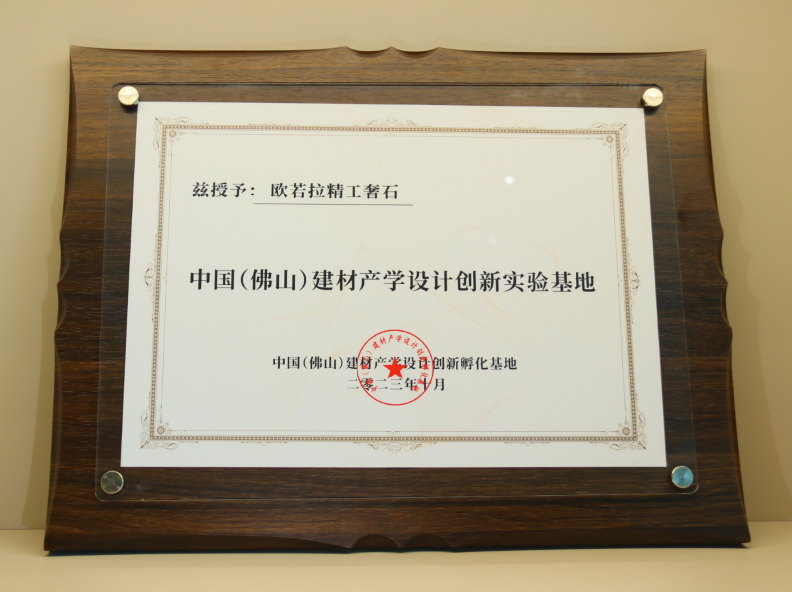 兹授予：欧若拉精工奢石
中国（佛山）建材产学设计创新实验基地
中国（佛山）建材产学设计创新孵化基地
二零二三年十月